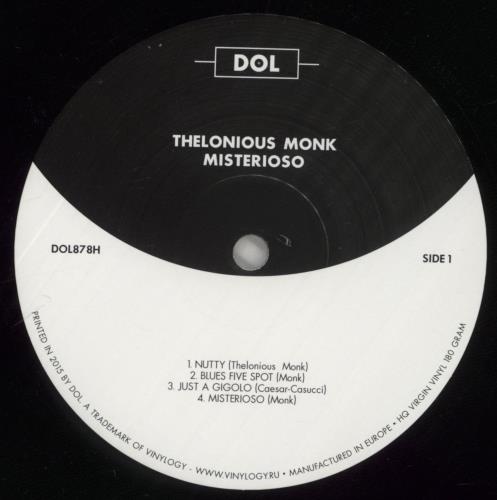 DOL
THELONIOUS MONK
MISTERIOSO
DOL878H
SIDE 1
1. NUTTY (Thelonious Monk)
2. BLUES FIVE SPOT (Monk)
3. JUST A GIGOLO (Caesar-Casucci)
4. MISTERIOSO (Monk)
PRINTED IN 2015 BY DOL, A TRADEMARK OF VINYLOGY - WWW.VINYLOGY.RU • MANUFACTURED IN EUROPE • HQ VIRGIN VINYL 180 GRAM